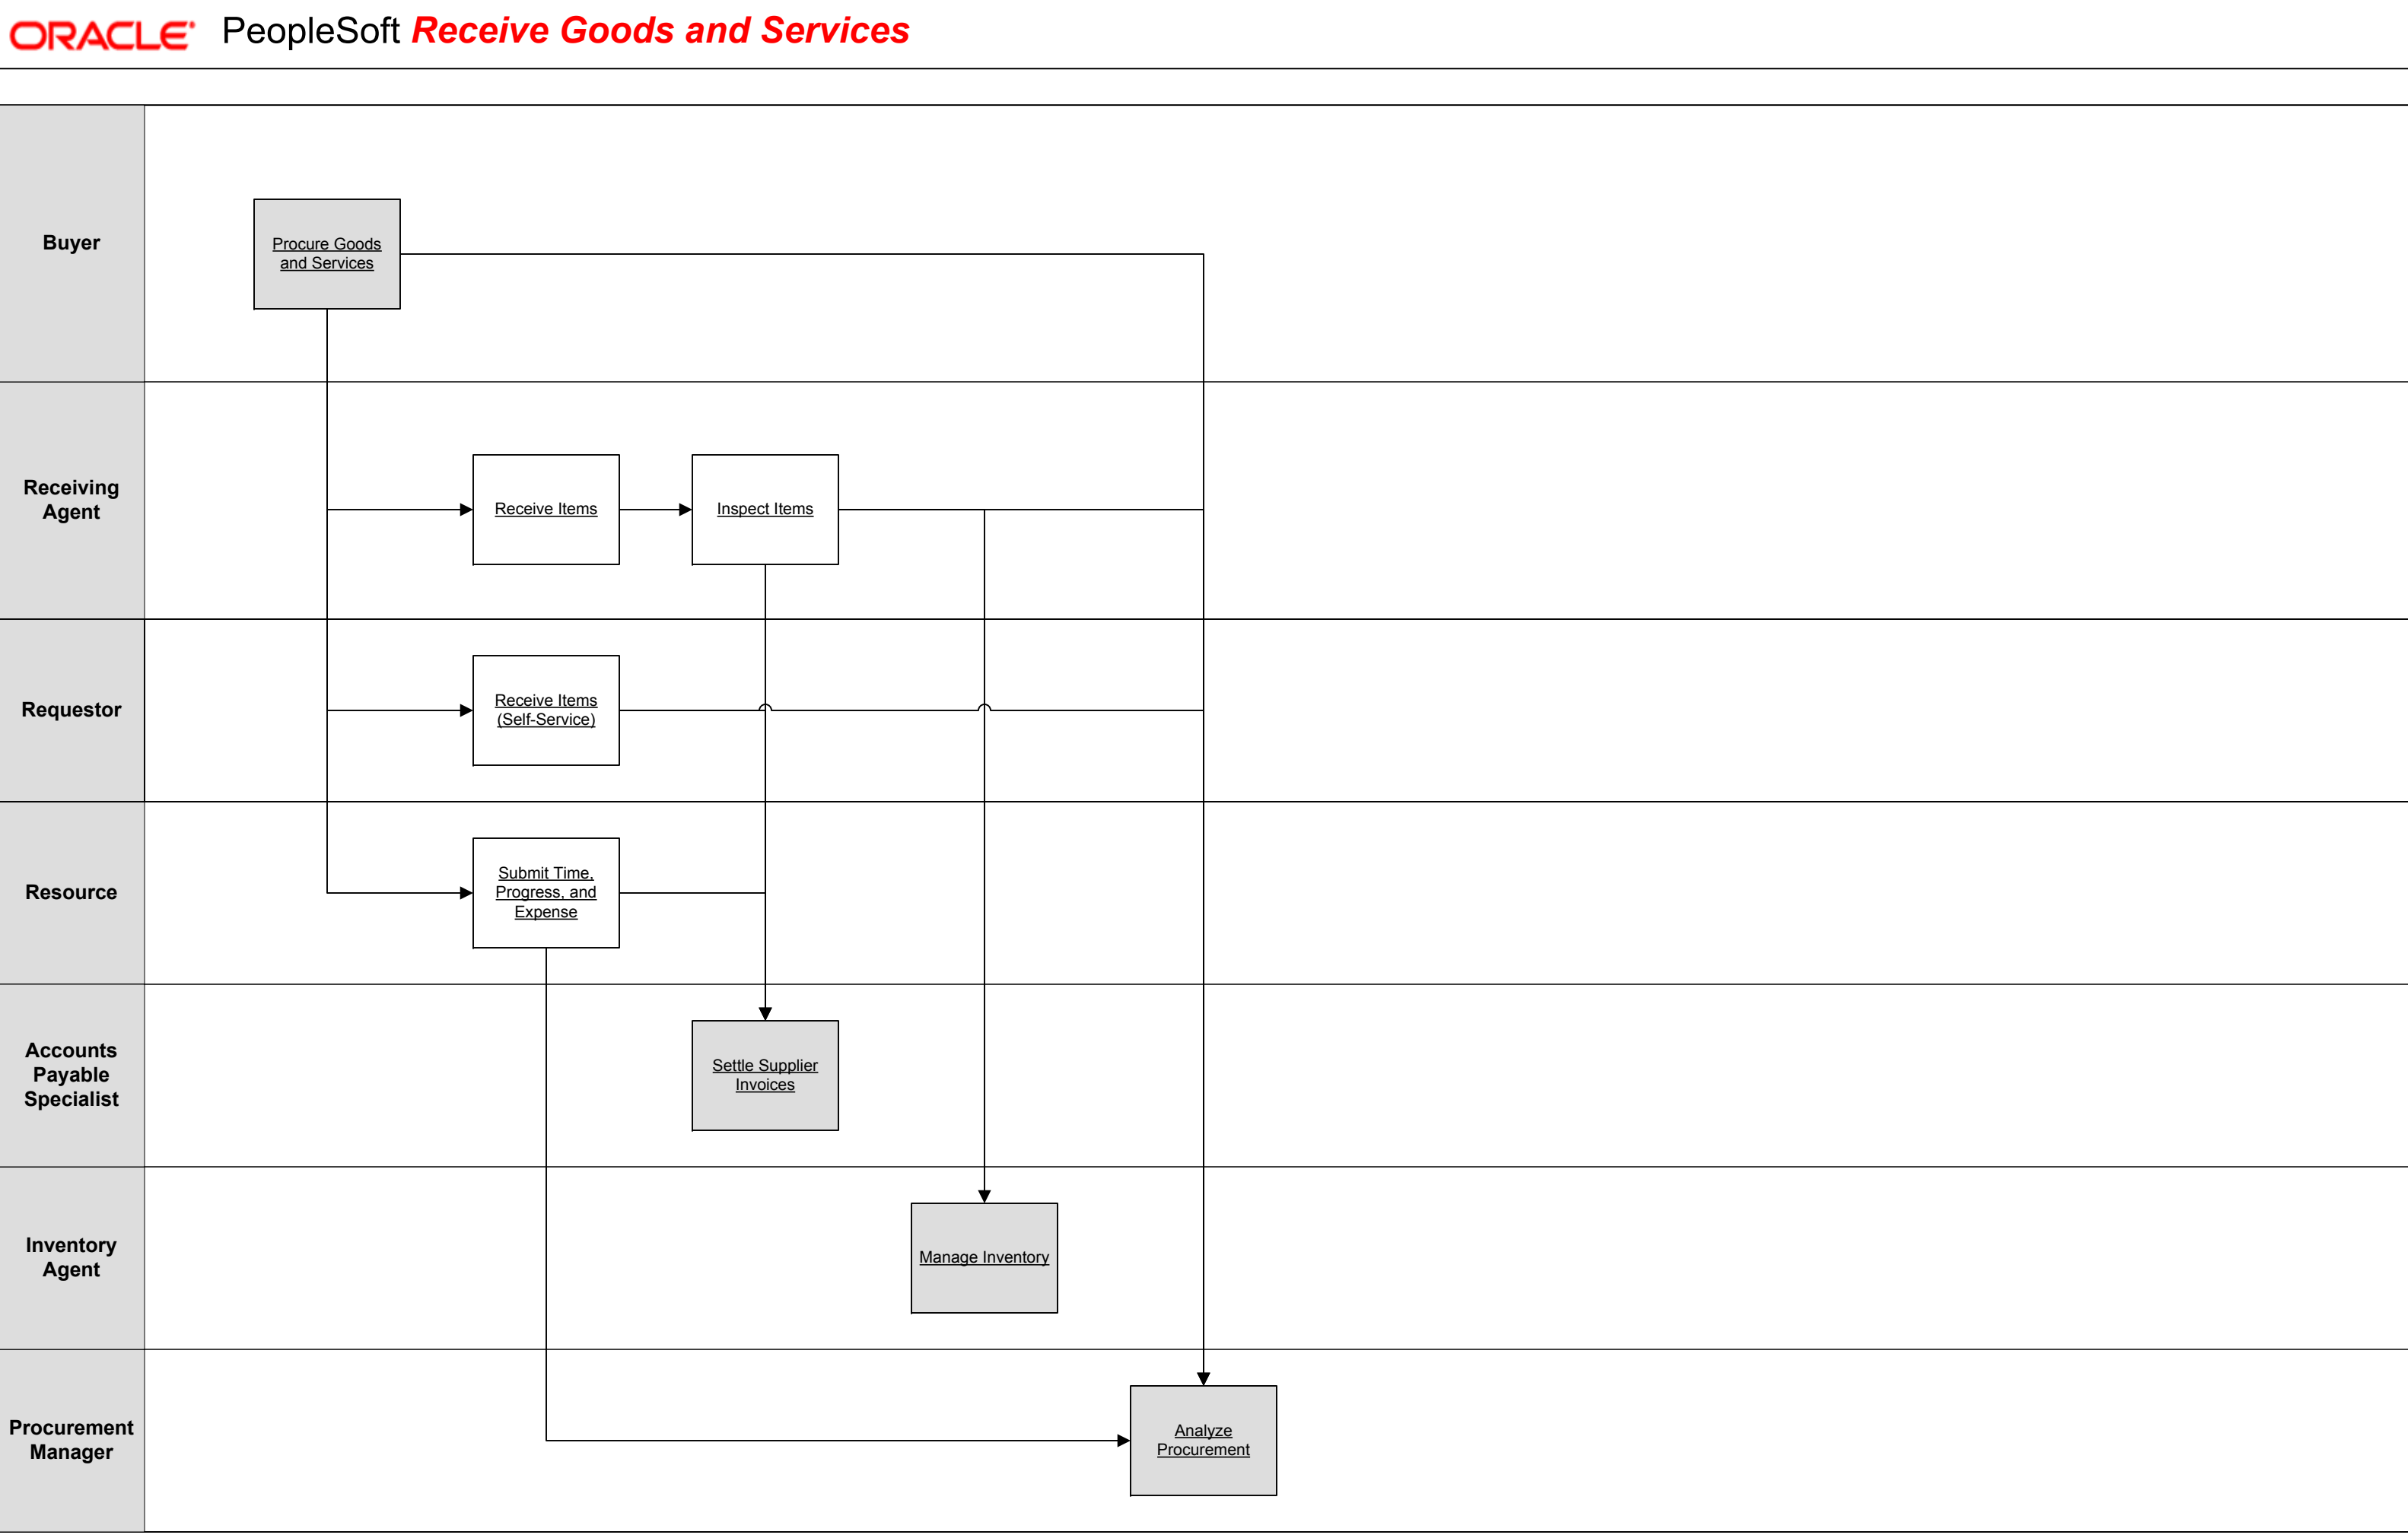 ORACLE PeopleSoft Receive Goods and Services
Buyer
Procure Goods
and Services
Receiving
Agent
Receive Items
Inspect Items
Requestor
Receive Items
(Self-Service)
Resource
Submit Time,
Progress, and
Expense
Accounts
Payable
Specialist
Settle Supplier
Invoices
Inventory
Agent
Manage Inventory
Procurement
Manager
Analyze
Procurement